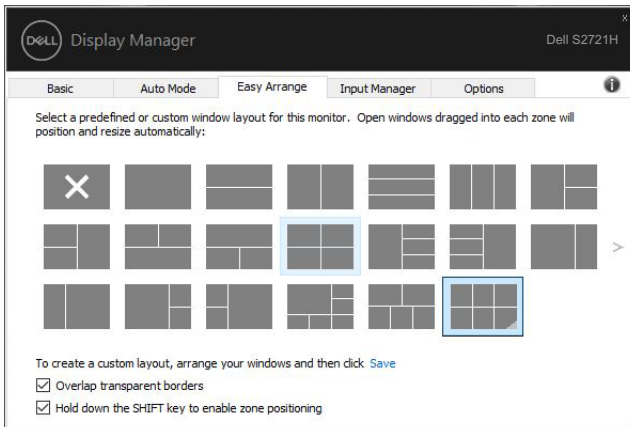 x
DELL Display Manager
Dell S2721H
Basic Auto Mode Easy Arrange Input Manager Options
Select a predefined or custom window layout for this monitor. Open windows dragged into each zone will
position and resize automatically:
To create a custom layout, arrange your windows and then click Save
Overlap transparent borders
Hold down the SHIFT key to enable zone positioning